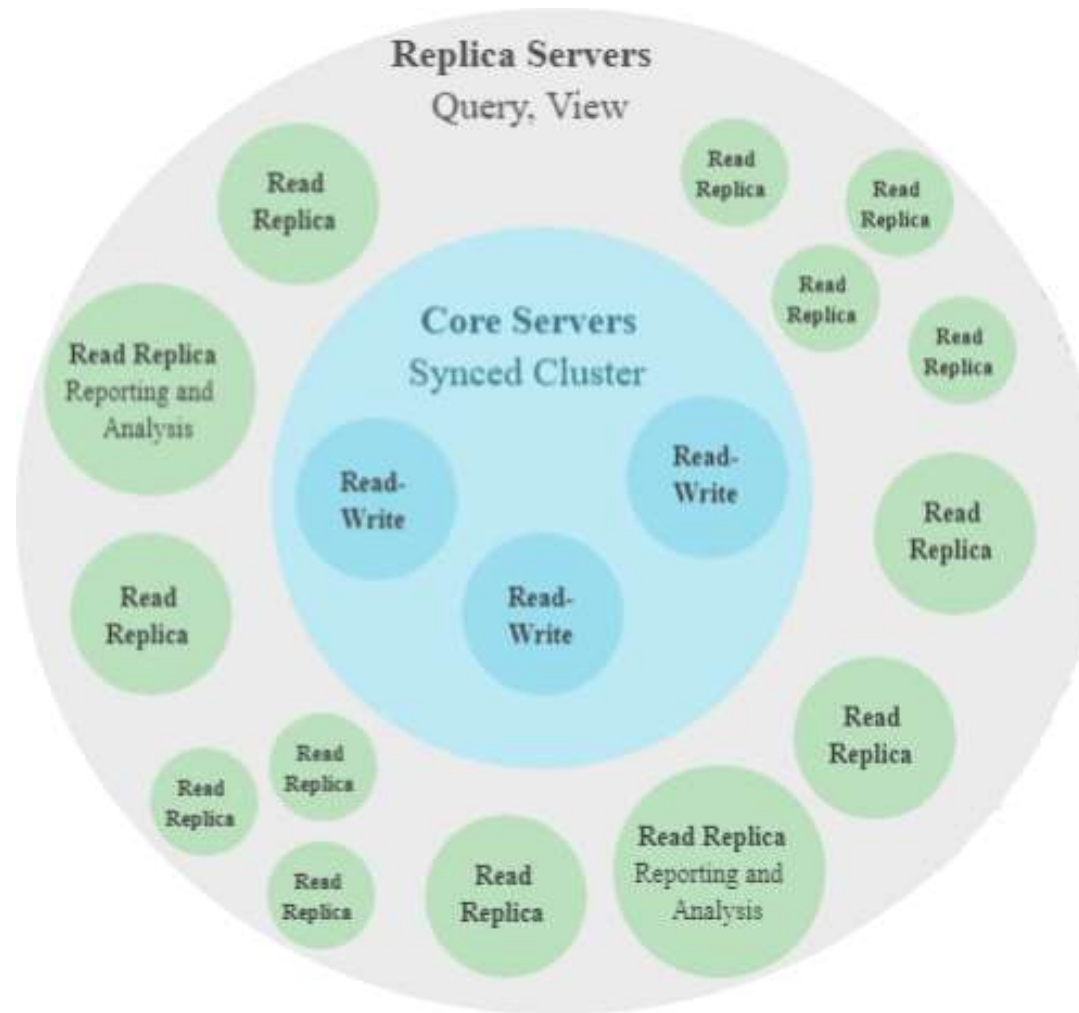 Replica Servers
Query, View
Read
Replica
Read
Replica
Read
Replica
Read
Replica
Read
Replica
Read Replica
Reporting and
Analysis
Core Servers
Synced Cluster
Read-
Write
Read-
Write
Read-
Write
Read
Replica
Read
Replica
Read
Replica
Read
Replica
Read
Replica
Read
Replica
Read
Replica
Read
Replica
Read Replica
Reporting and
Analysis